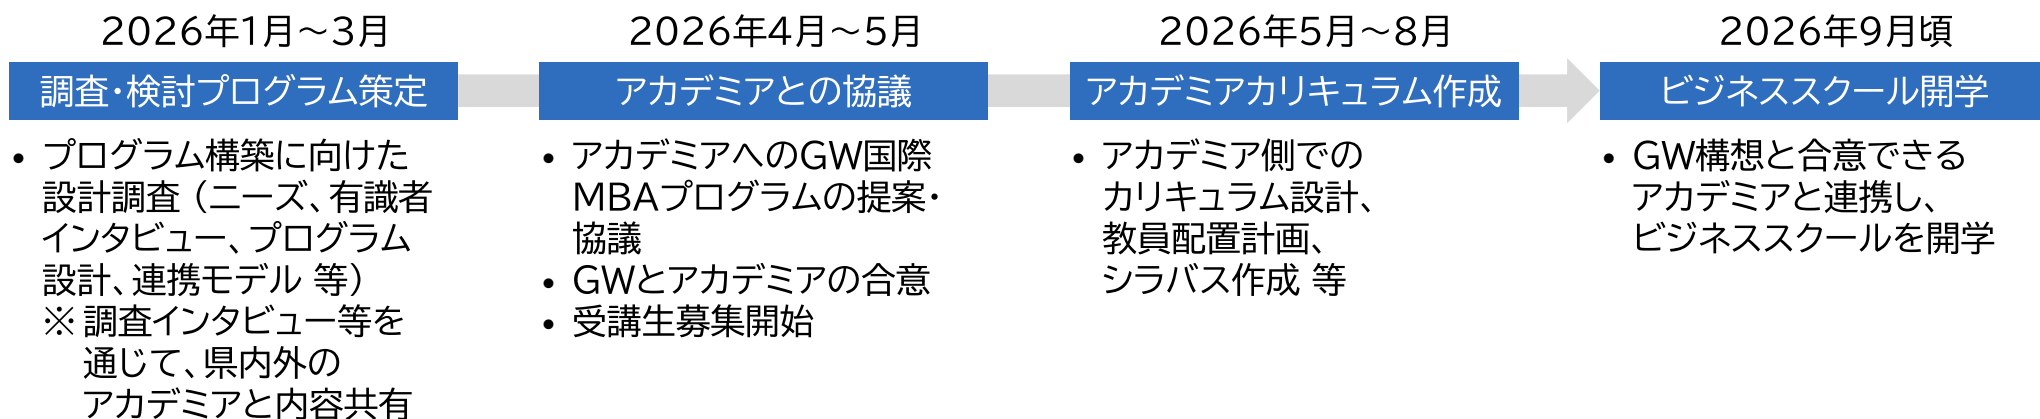 2026年1月～3月
調査・検討プログラム策定
• プログラム構築に向けた
設計調査（ニーズ、有識者
インタビュー、プログラム
設計、連携モデル 等）
※ 調査インタビュー等を
通じて、県内外の
アカデミアと内容共有
2026年4月～5月
アカデミアとの協議
• アカデミアへのGW国際
MBAプログラムの提案・
協議
• GWとアカデミアの合意
• 受講生募集開始
2026年5月～8月
アカデミアカリキュラム作成
• アカデミア側での
カリキュラム設計、
教員配置計画、
シラバス作成 等
2026年9月頃
ビジネススクール開学
• GW構想と合意できる
アカデミアと連携し、
ビジネススクールを開学